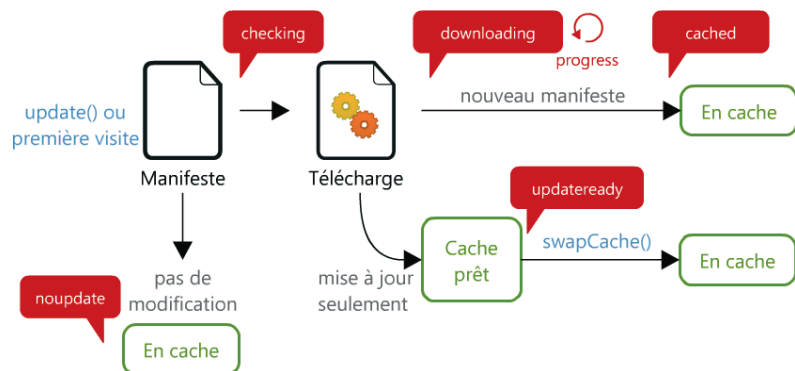 checking
downloading
progress
cached
update() ou
première visite
nouveau manifeste
En cache
Manifeste
Télécharge
updateready
swapCache()
Cache
prêt
En cache
mise à jour
seulement
pas de
modification
noupdate
En cache